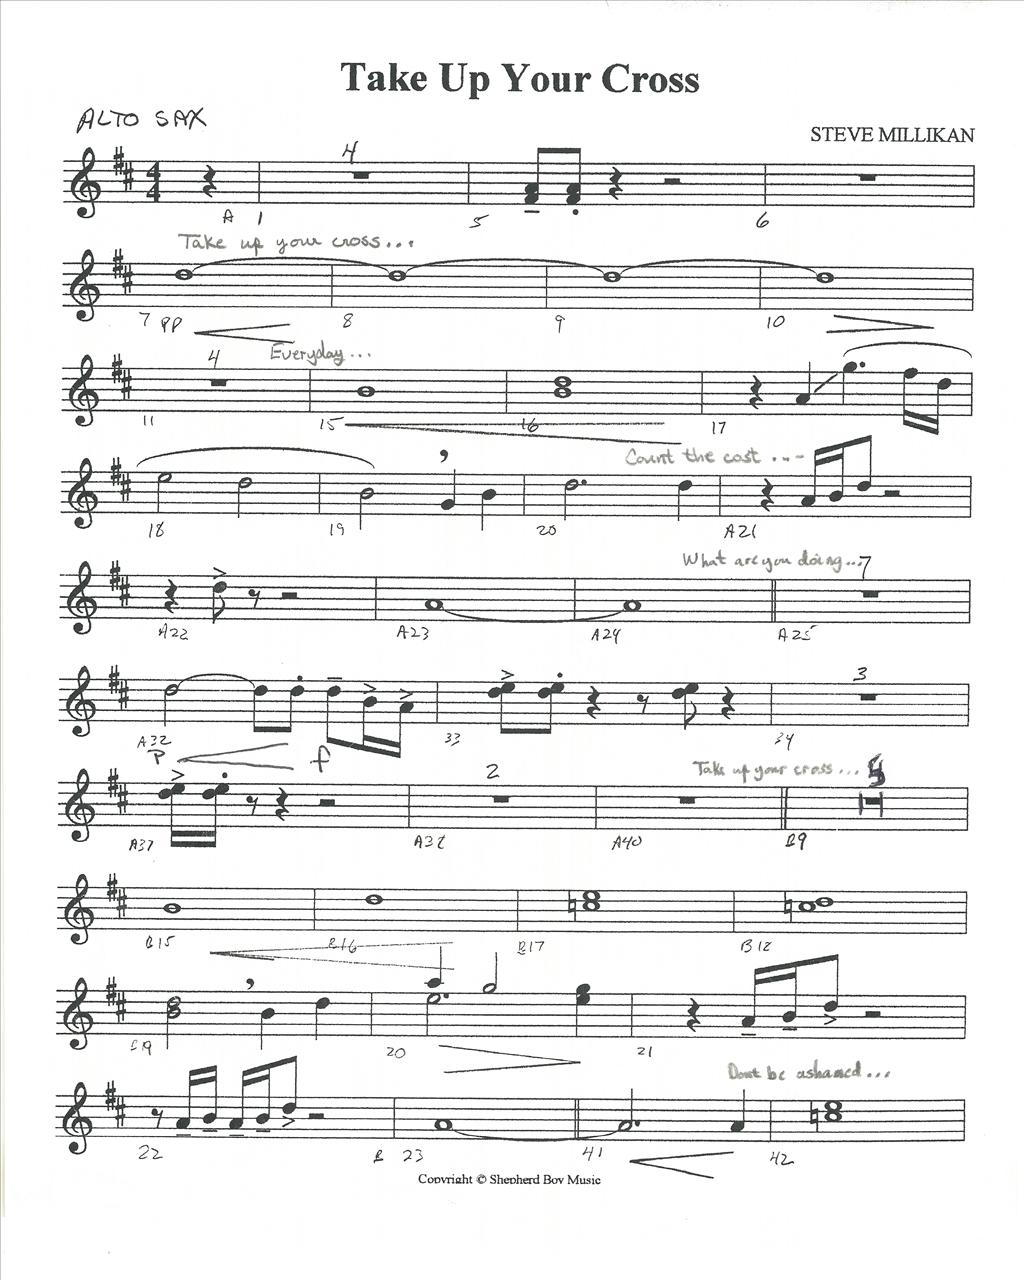 Take Up Your Cross
ALTO SAX
STEVE MILLIKAN
4
A 1 5 6
Take up your cross...
7 PP 8 9 10
4 Everyday...
11 15 16 17
Count the cost ...-
18 19 20 A21
What are you doing... 7
A22 A23 A24 A25
3
A32 33 34
P f
2 Take up your cross...
A37 A38 A40 B9
B15 B16 B17 B18
B19 20 21
Don't be ashamed...
22 B 23 41 42
Copyright © Shepherd Boy Music